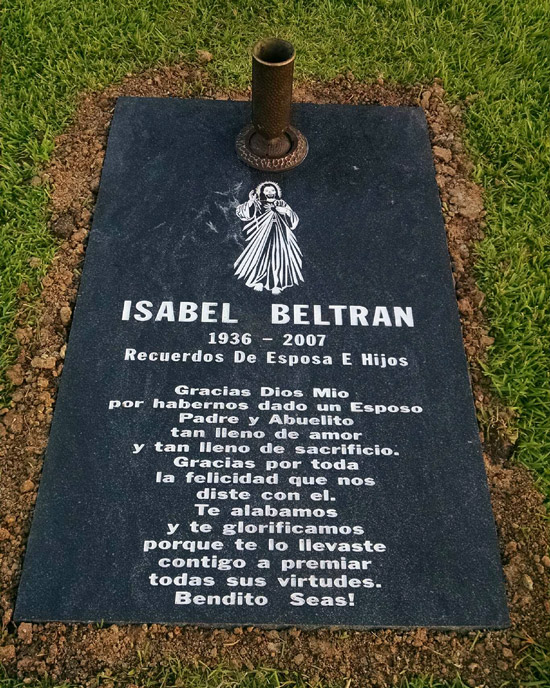 ISABEL BELTRAN
1936 - 2007
Recuerdos De Esposa E Hijos
Gracias Dios Mio
por habernos dado un Esposo
Padre y Abuelito
tan lleno de amor
y tan lleno de sacrificio.
Gracias por toda
la felicidad que nos
diste con el.
Te alabamos
y te glorificamos
porque te lo llevaste
contigo a premiar
todas sus virtudes.
Bendito Seas!